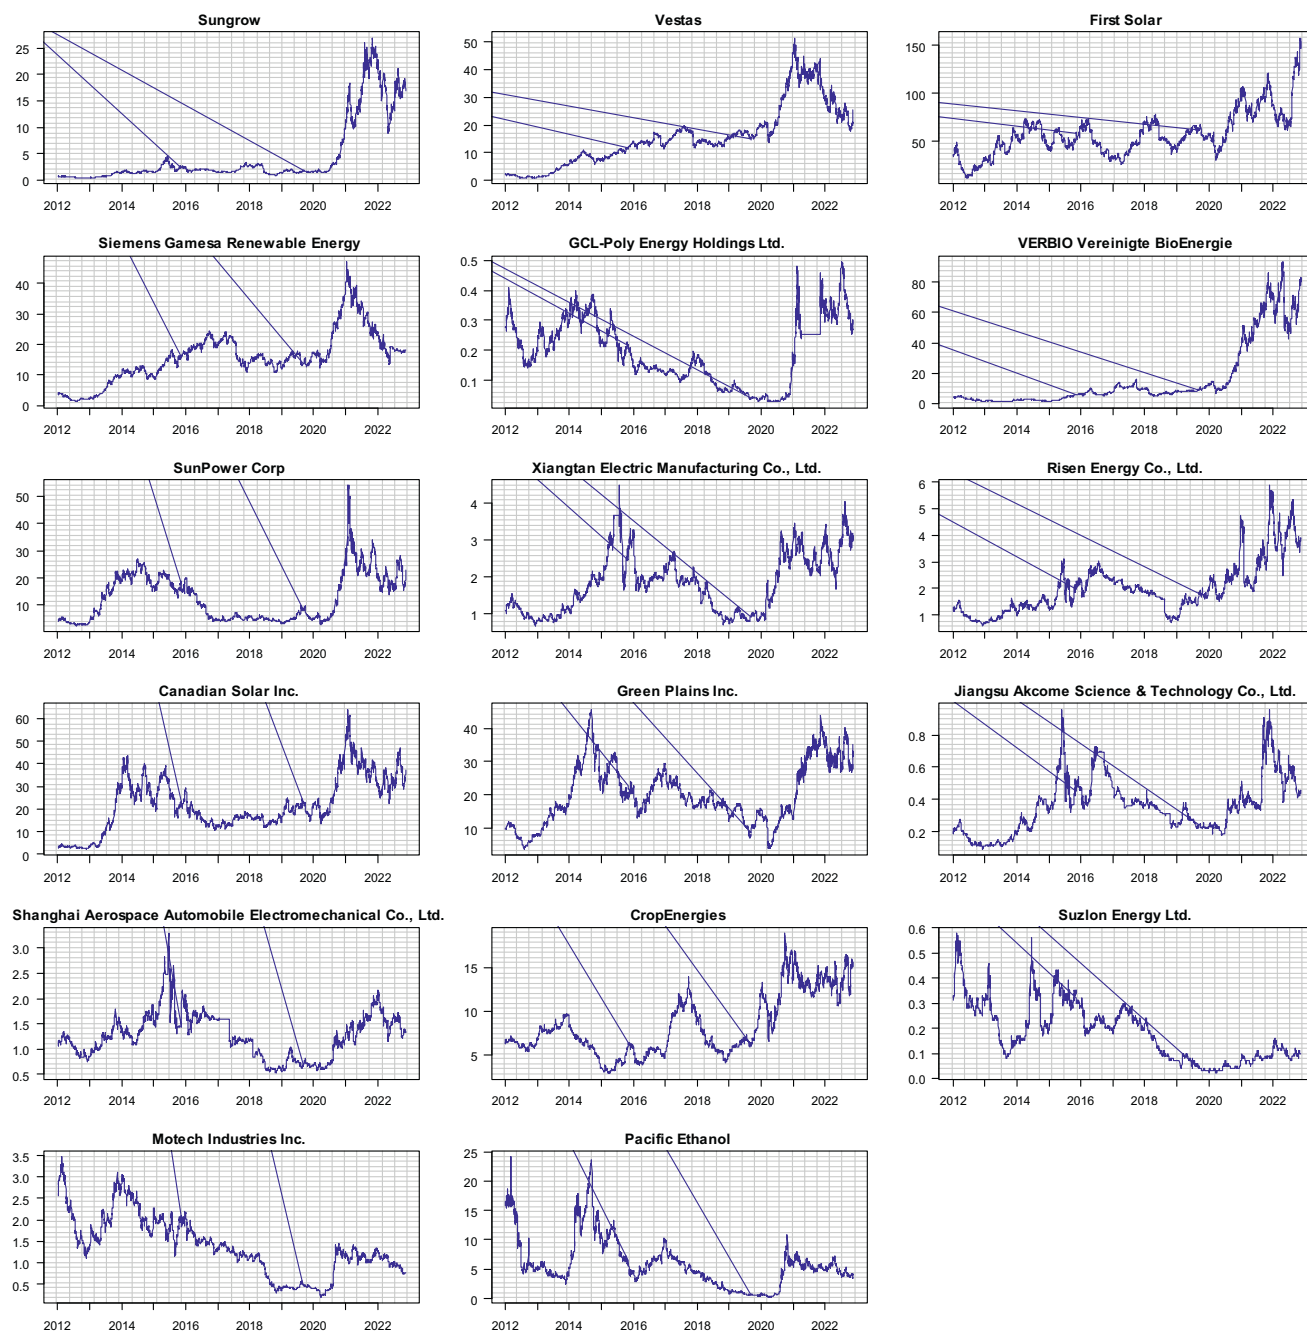 Sungrow
25
20
15
10
5
0
2012 2014 2016 2018 2020 2022
Vestas
50
40
30
20
10
0
2012 2014 2016 2018 2020 2022
First Solar
150
100
50
2012 2014 2016 2018 2020 2022
Siemens Gamesa Renewable Energy
40
30
20
10
0
2012 2014 2016 2018 2020 2022
GCL-Poly Energy Holdings Ltd.
0.5
0.4
0.3
0.2
0.1
2012 2014 2016 2018 2020 2022
VERBIO Vereinigte BioEnergie
80
60
40
20
0
2012 2014 2016 2018 2020 2022
SunPower Corp
50
40
30
20
10
2012 2014 2016 2018 2020 2022
Xiangtan Electric Manufacturing Co., Ltd.
4
3
2
1
2012 2014 2016 2018 2020 2022
Risen Energy Co., Ltd.
6
5
4
3
2
1
2012 2014 2016 2018 2020 2022
Canadian Solar Inc.
60
50
40
30
20
10
0
2012 2014 2016 2018 2020 2022
Green Plains Inc.
40
30
20
10
2012 2014 2016 2018 2020 2022
Jiangsu Akcome Science & Technology Co., Ltd.
0.8
0.6
0.4
0.2
2012 2014 2016 2018 2020 2022
Shanghai Aerospace Automobile Electromechanical Co., Ltd.
3.0
2.5
2.0
1.5
1.0
0.5
2012 2014 2016 2018 2020 2022
CropEnergies
15
10
5
2012 2014 2016 2018 2020 2022
Suzlon Energy Ltd.
0.6
0.5
0.4
0.3
0.2
0.1
0.0
2012 2014 2016 2018 2020 2022
Motech Industries Inc.
3.5
3.0
2.5
2.0
1.5
1.0
0.5
2012 2014 2016 2018 2020 2022
Pacific Ethanol
25
20
15
10
5
0
2012 2014 2016 2018 2020 2022